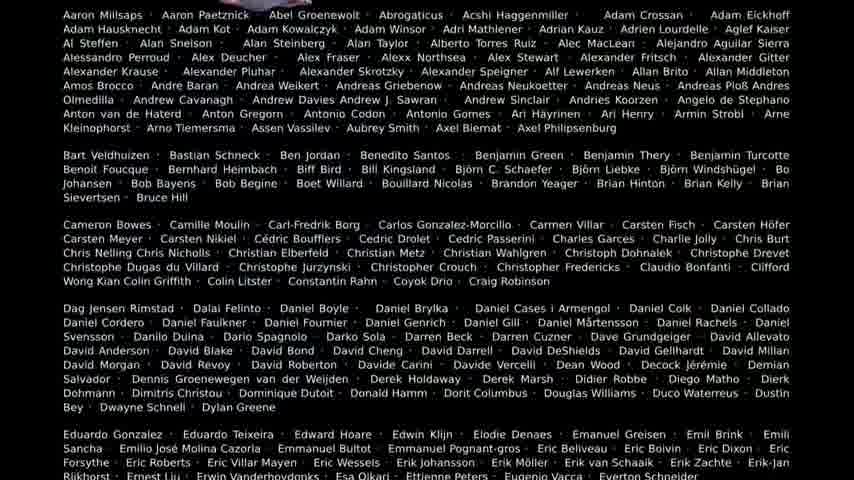 Aaron Millsaps · Aaron Paetznick · Abel Groenewolt · Abrogaticus · Acshi Haggenmiller · Adam Crossan · Adam Eickhoff
Adam Hausknecht · Adam Kot · Adam Kowalczyk · Adam Winsor · Adri Mathlener · Adrian Kauz · Adrien Lourdelle · Aglef Kaiser
Al Steffen · Alan Sneison · Alan Steinberg · Alan Taylor · Alberto Torres Ruiz · Alec MacLean · Alejandro Aguilar Sierra
Alessandro Perroud · Alex Deucher · Alex Fraser · Alexx Northsea · Alex Stewart · Alexander Fritsch · Alexander Gitter
Alexander Krause · Alexander Pluhar · Alexander Skrotzky · Alexander Speigner · Alf Lewerken · Allan Brito · Allan Middleton
Amos Brocco · Andre Baran · Andrea Weikert · Andreas Griebenow · Andreas Neukoetter · Andreas Neus · Andreas Ploß Andres
Olmedilla · Andrew Cavanagh · Andrew Davies Andrew J. Sawran · Andrew Sinclair · Andries Koorzen · Angelo de Stephano
Anton van de Haterd · Anton Gregorn · Antonio Codon · Antonio Gomes · Ari Häyrinen · Ari Henry · Armin Strobl · Arne
Kleinophorst · Arno Tiemersma · Assen Vassilev · Aubrey Smith · Axel Biemat · Axel Philipsenburg
Bart Veldhuizen · Bastian Schneck · Ben Jordan · Benedito Santos · Benjamin Green · Benjamin Thery · Benjamin Turcotte
Benoit Foucque · Bernhard Heimbach · Biff Bird · Bill Kingsland · Björn C. Schaefer · Björn Liebke · Björn Windshügel · Bo
Johansen · Bob Bayens · Bob Begine · Boet Willard · Bouillard Nicolas · Brandon Yeager · Brian Hinton · Brian Kelly · Brian
Sievertsen · Bruce Hill
Cameron Bowes · Camille Moulin · Carl-Fredrik Borg · Carlos Gonzalez-Morcillo · Carmen Villar · Carsten Fisch · Carsten Höfer
Carsten Meyer · Carsten Nikiel · Cédric Boufflers · Cedric Drolet · Cedric Passerini · Charles Garces · Charlie Jolly · Chris Burt
Chris Nelling Chris Nicholls · Christian Elberfeld · Christian Metz · Christian Wahlgren · Christoph Dohnalek · Christophe Drevet
Christophe Dugas du Villard · Christophe Jurzynski · Christopher Crouch · Christopher Fredericks · Claudio Bonfanti · Clifford
Wong Kian Colin Griffith · Colin Litster · Constantin Rahn · Coyok Drio · Craig Robinson
Dag Jensen Rimstad · Dalai Felinto · Daniel Boyle · Daniel Brylka · Daniel Cases i Armengol · Daniel Colk · Daniel Collado
Daniel Cordero · Daniel Faulkner · Daniel Fournier · Daniel Genrich · Daniel Gill · Daniel Mårtensson · Daniel Rachels · Daniel
Svensson · Danilo Duina · Dario Spagnolo · Darko Sola · Darren Beck · Darren Cuzner · Dave Grundgeiger · David Allevato
David Anderson · David Blake · David Bond · David Cheng · David Darrell · David DeShields · David Gellhardt · David Millan
David Morgan · David Revoy · David Roberton · Davide Carini · Davide Vercelli · Dean Wood · Decock Jérémie · Demian
Salvador · Dennis Groenewegen van der Weijden · Derek Holdaway · Derek Marsh · Didier Robbe · Diego Matho · Dierk
Dohmann · Dimitris Christou · Dominique Dutoit · Donald Hamm · Dorit Columbus · Douglas Williams · Duco Waterreus · Dustin
Bey · Dwayne Schnell · Dylan Greene
Eduardo Gonzalez · Eduardo Teixeira · Edward Hoare · Edwin Klijn · Elodie Denaes · Emanuel Greisen · Emil Brink · Emili
Sancha · Emilio José Molina Cazorla · Emmanuel Bultot · Emmanuel Pognant-gros · Eric Beliveau · Eric Boivin · Eric Dixon · Eric
Forsythe · Eric Roberts · Eric Villar Mayen · Eric Wessels · Erik Johansson · Erik Möller · Erik van Schaaik · Erik Zachte · Erik-Jan
Rijkhorst · Ernest Liu · Erwin Vanderhoydonks · Esa Oikari · Ettienne Peters · Eugenio Vacca · Everton Schneider